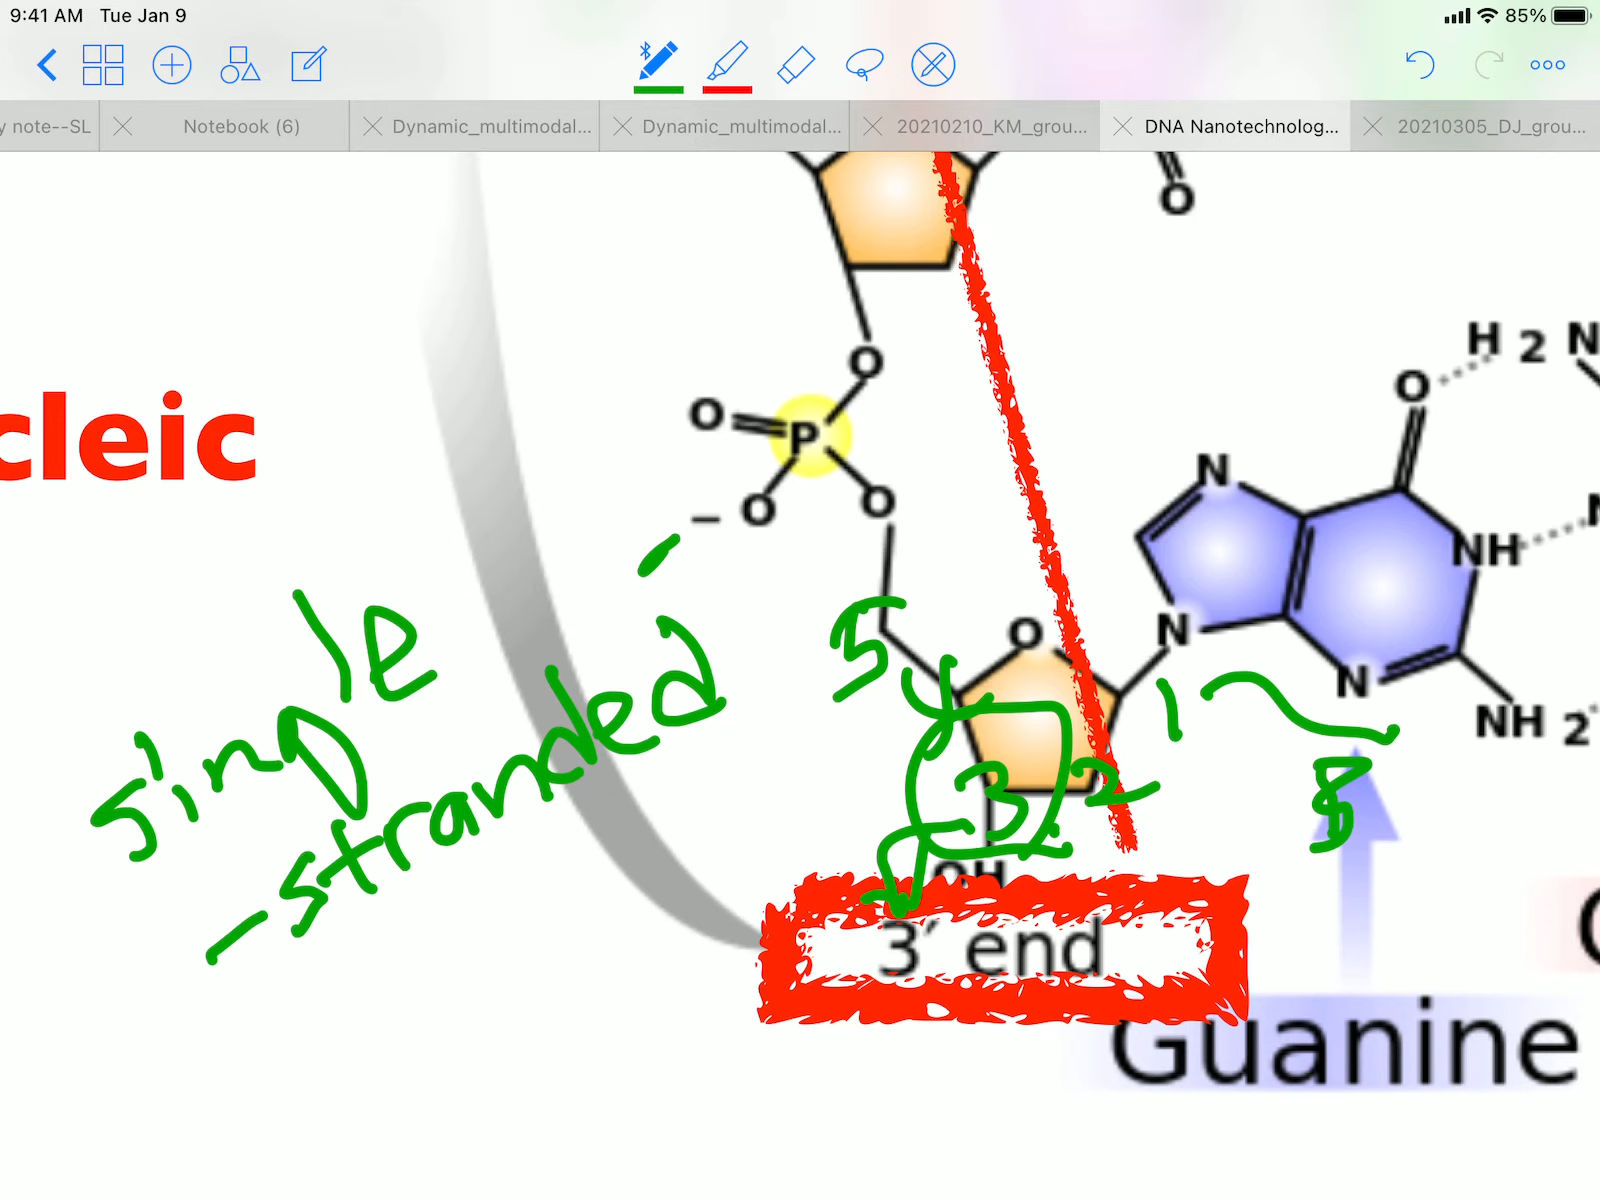 9:41 AM Tue Jan 9
85%
y note--SL
Notebook (6)
Dynamic_multimodal...
Dynamic_multimodal...
20210210_KM_grou...
DNA Nanotechnolog...
20210305_DJ_grou...
O
O
H 2 N
O
cleic
O
P
N
O
O
–
N
NH
single
5
O
N
N
-stranded
4
1
NH 2
3
2
8
OH
3′ end
Guanine